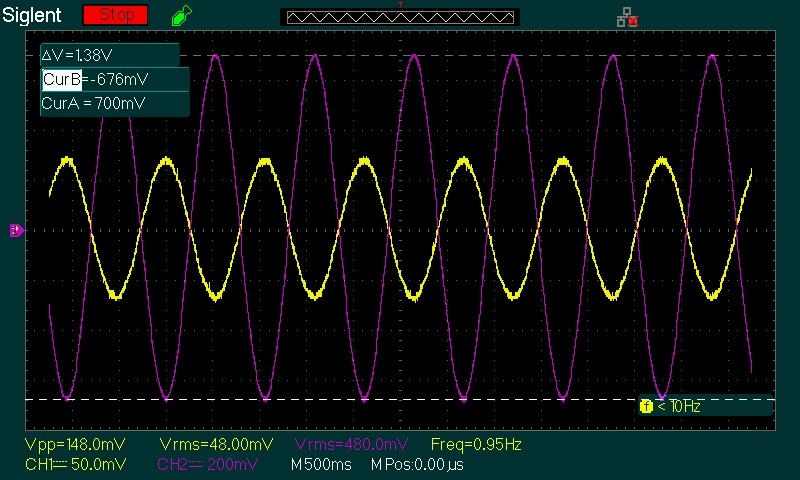 Siglent Stop T
ΔV=1.38V
CurB=-676mV
CurA=700mV
f < 10Hz
Vpp=148.0mV Vrms=48.00mV Vrms=480.0mV Freq=0.95Hz
CH1 50.0mV CH2 200mV M500ms MPos:0.00µs